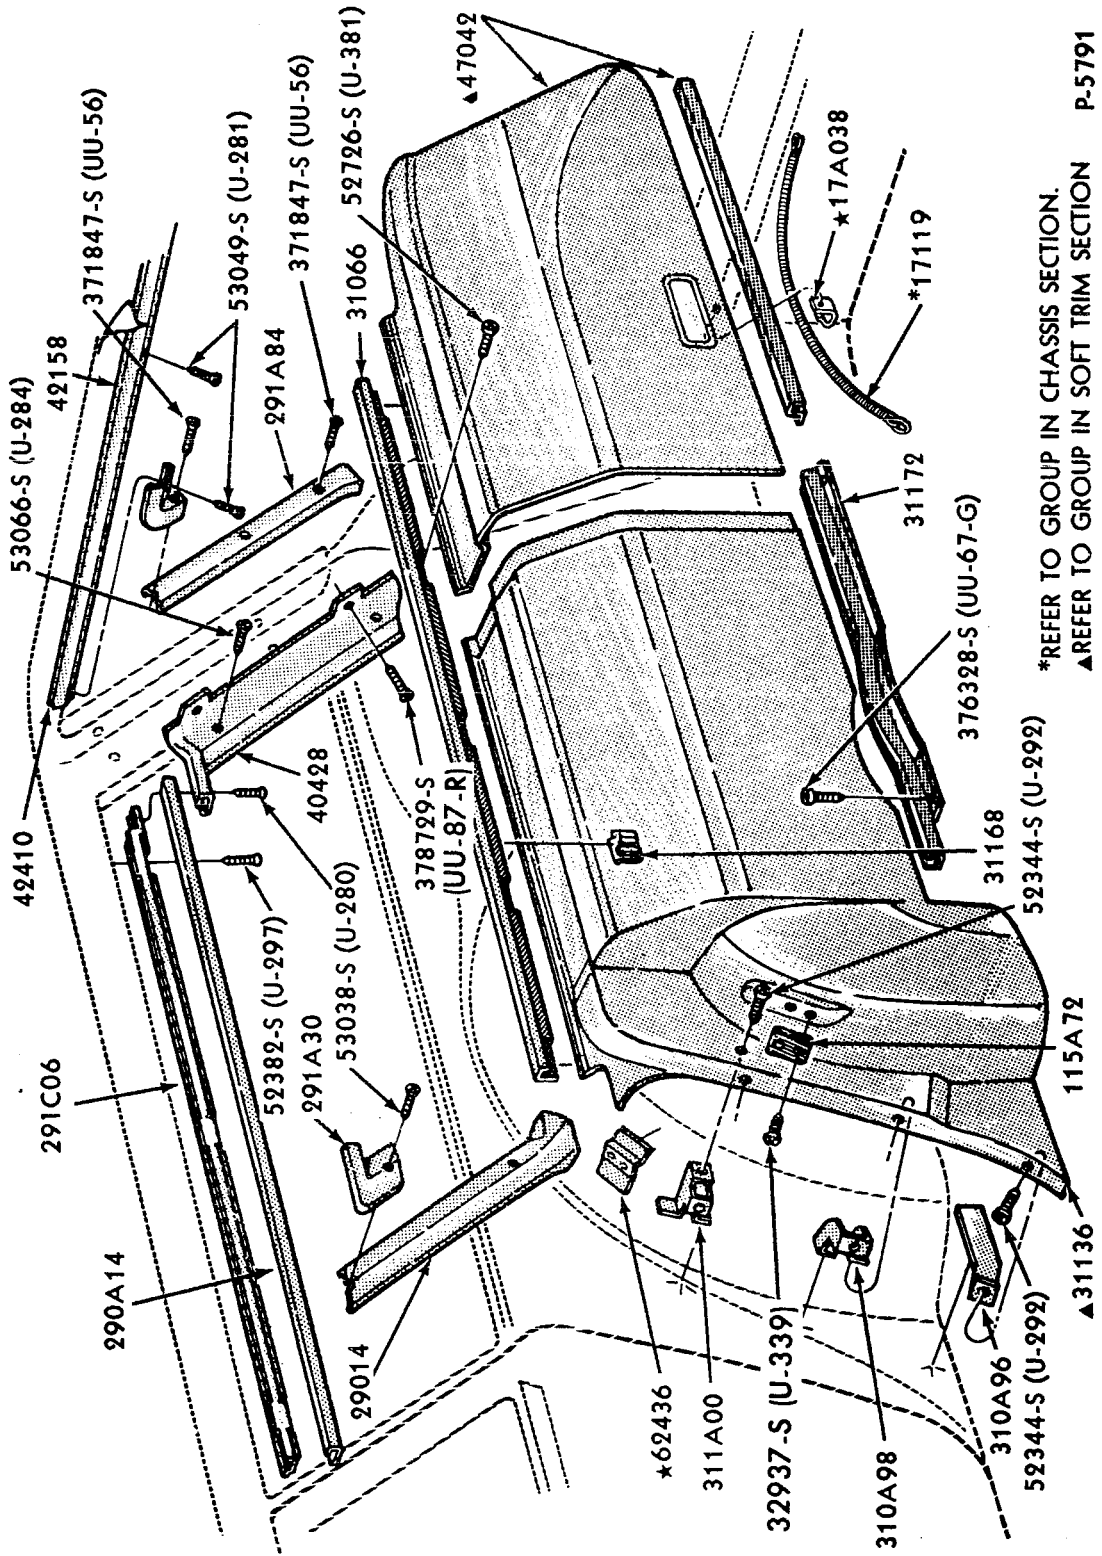 42410
53066-S (U-284)
291C06
42158
371847-S (UU-56)
290A14
53049-S (U-281)
52382-S (U-297)
291A84
371847-S (UU-56)
291A30
40428
53038-S (U-280)
52726-S (U-381)
31066
29014
378729-S
(UU-87-R)
▲47042
★62436
311A00
32937-S (U-339)
★17A038
310A98
31172
*17119
376328-S (UU-67-G)
31168
310A96
52344-S (U-292)
52344-S (U-292)
115A72
▲31136
*REFER TO GROUP IN CHASSIS SECTION.
▲REFER TO GROUP IN SOFT TRIM SECTION P-5791